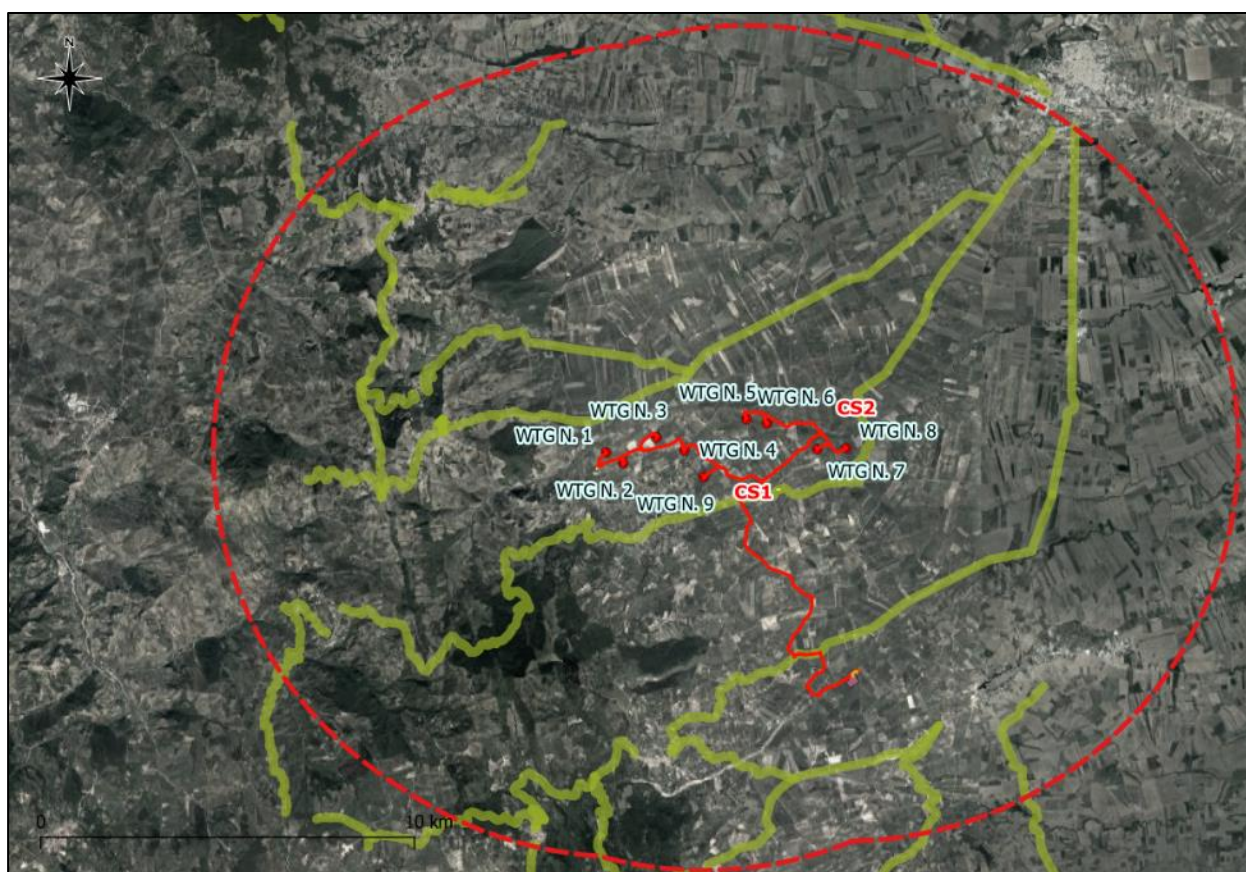 N
WTG N. 5
WTG N. 6
CS2
WTG N. 3
WTG N. 1
WTG N. 8
WTG N. 4
WTG N. 2
WTG N. 7
WTG N. 9
CS1
0
10 km